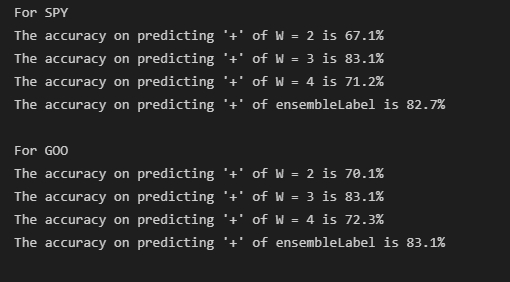 For SPY
The accuracy on predicting '+' of W = 2 is 67.1%
The accuracy on predicting '+' of W = 3 is 83.1%
The accuracy on predicting '+' of W = 4 is 71.2%
The accuracy on predicting '+' of ensembleLabel is 82.7%
For GOO
The accuracy on predicting '+' of W = 2 is 70.1%
The accuracy on predicting '+' of W = 3 is 83.1%
The accuracy on predicting '+' of W = 4 is 72.3%
The accuracy on predicting '+' of ensembleLabel is 83.1%